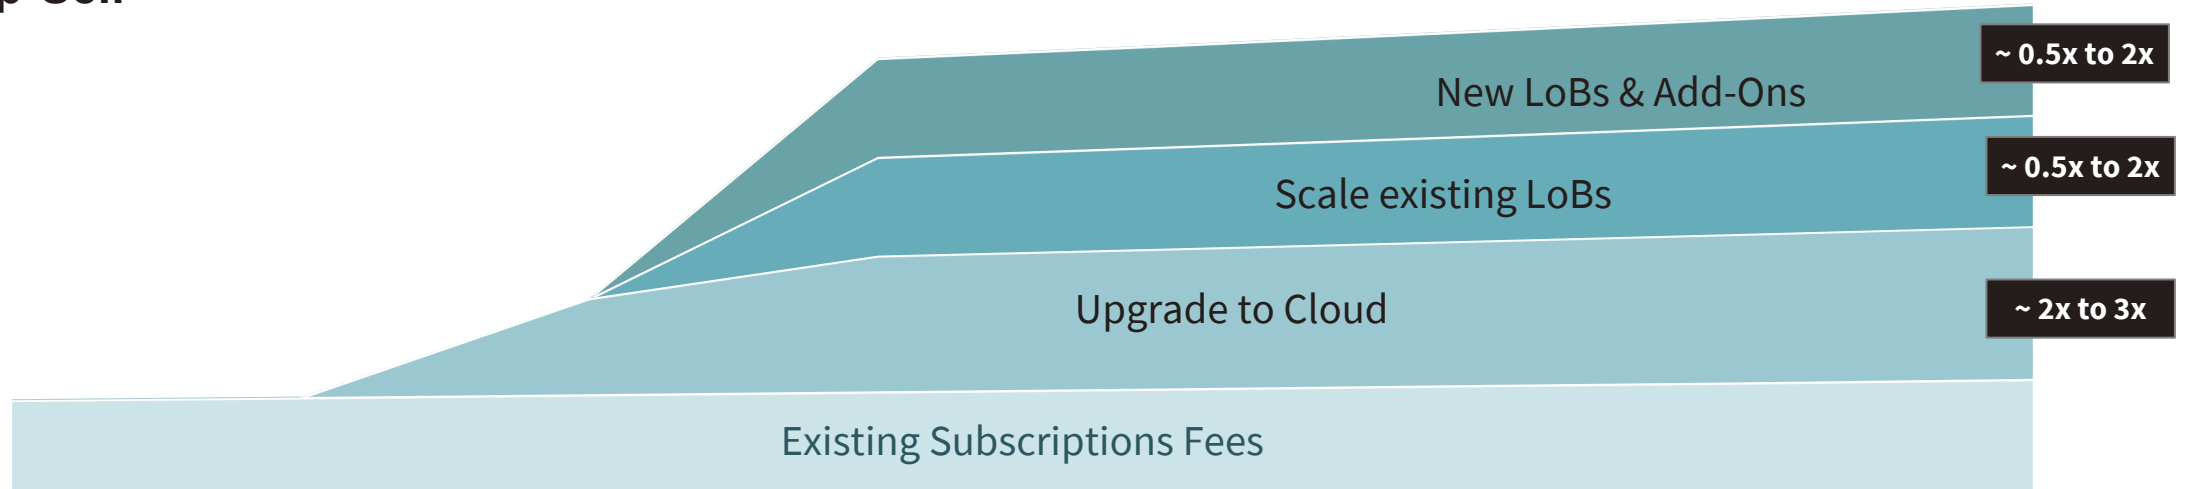 ~ 0.5x to 2x
New LoBs & Add-Ons
~ 0.5x to 2x
Scale existing LoBs
~ 2x to 3x
Upgrade to Cloud
Existing Subscriptions Fees